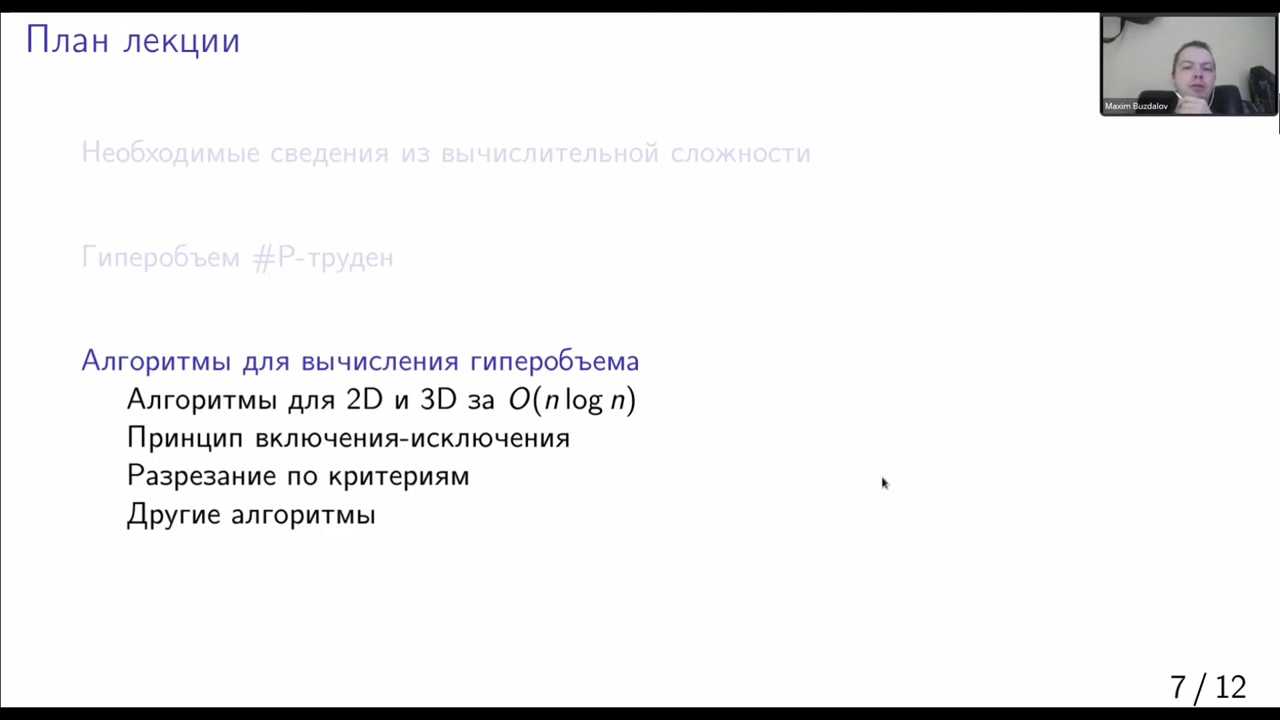 План лекции
Maxim Buzdalov
Необходимые сведения из вычислительной сложности
Гиперобъем #P-труден
Алгоритмы для вычисления гиперобъема
Алгоритмы для 2D и 3D за O(n log n)
Принцип включения-исключения
Разрезание по критериям
Другие алгоритмы
7 / 12